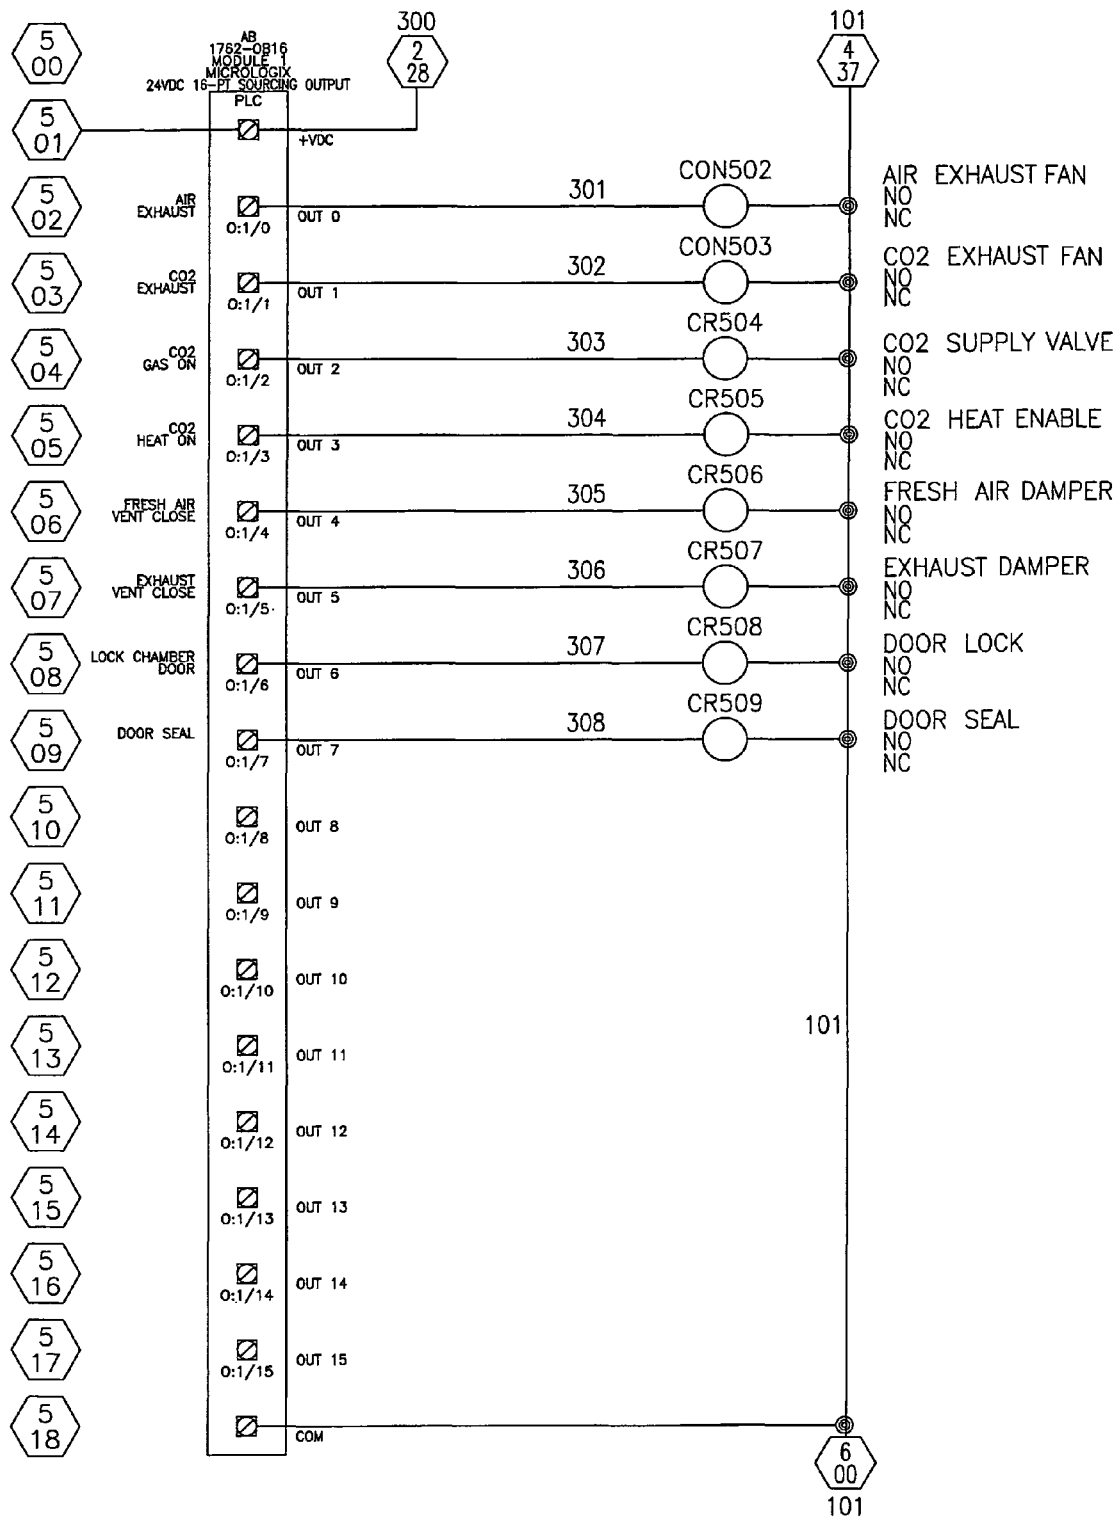 5
00
AB
1762-OB16
MODULE 1
MICROLOGIX
24VDC 16-PT SOURCING OUTPUT
PLC
300
2
28
101
4
37
5
01
+VDC
5
02
AIR
EXHAUST
O:1/0
OUT 0
301
CON502
AIR EXHAUST FAN
NO
NC
5
03
CO2
EXHAUST
O:1/1
OUT 1
302
CON503
CO2 EXHAUST FAN
NO
NC
5
04
CO2
GAS ON
O:1/2
OUT 2
303
CR504
CO2 SUPPLY VALVE
NO
NC
5
05
CO2
HEAT ON
O:1/3
OUT 3
304
CR505
CO2 HEAT ENABLE
NO
NC
5
06
FRESH AIR
VENT CLOSE
O:1/4
OUT 4
305
CR506
FRESH AIR DAMPER
NO
NC
5
07
EXHAUST
VENT CLOSE
O:1/5
OUT 5
306
CR507
EXHAUST DAMPER
NO
NC
5
08
LOCK CHAMBER
DOOR
O:1/6
OUT 6
307
CR508
DOOR LOCK
NO
NC
5
09
DOOR SEAL
O:1/7
OUT 7
308
CR509
DOOR SEAL
NO
NC
5
10
O:1/8
OUT 8
5
11
O:1/9
OUT 9
5
12
O:1/10
OUT 10
5
13
O:1/11
OUT 11
101
5
14
O:1/12
OUT 12
5
15
O:1/13
OUT 13
5
16
O:1/14
OUT 14
5
17
O:1/15
OUT 15
5
18
COM
6
00
101